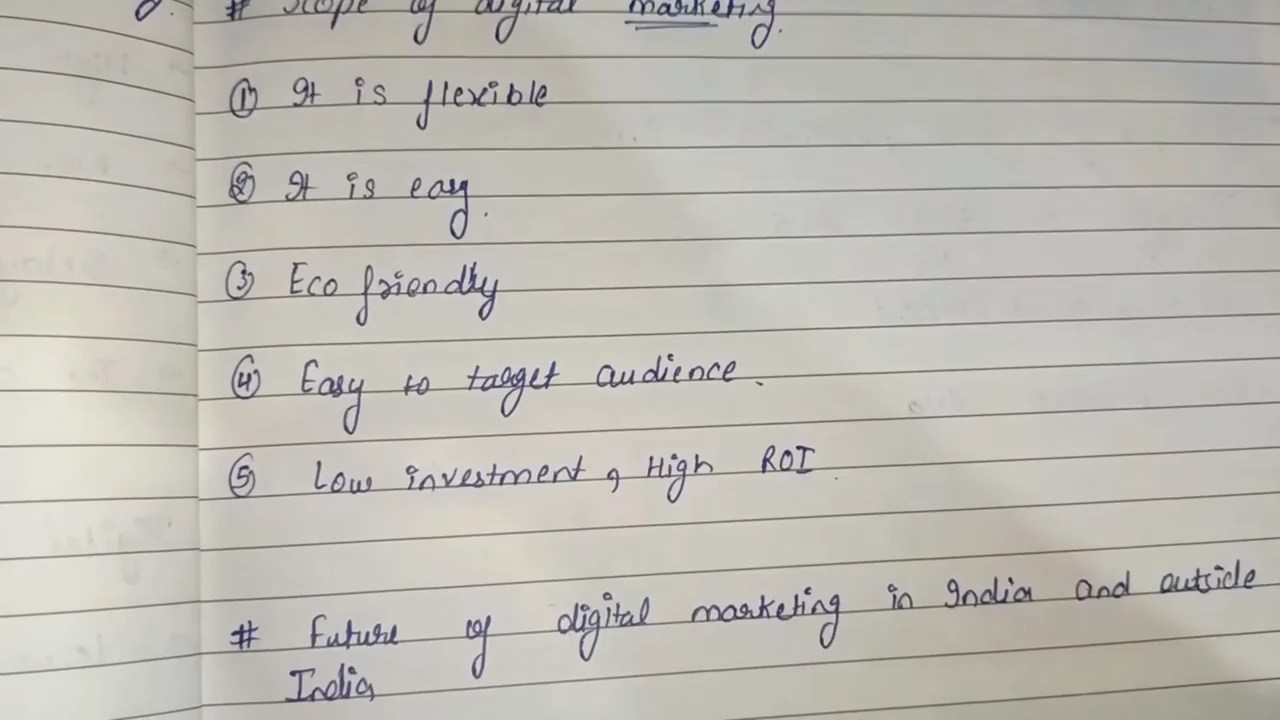 # Scope of digital marketing.
① It is flexible
② It is easy.
③ Eco friendly
④ Easy to target audience.
⑤ Low investment, High ROI.
# Future of digital marketing in India and outside
India